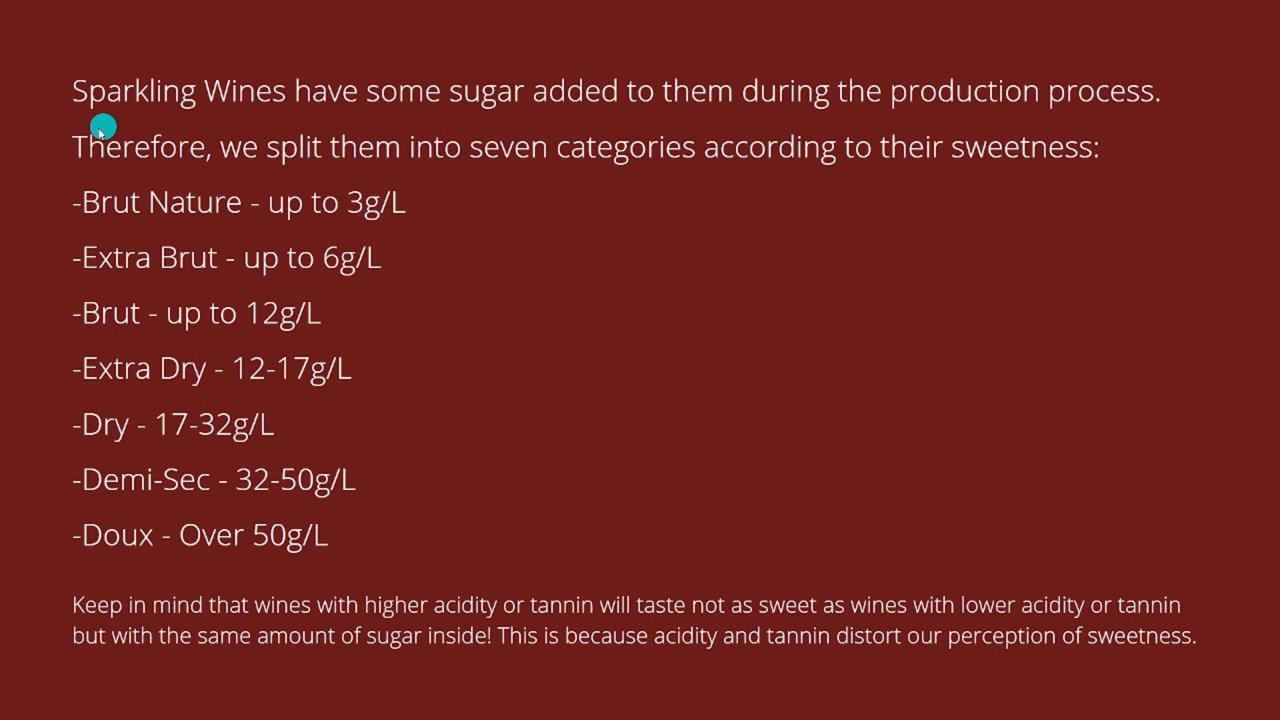 Sparkling Wines have some sugar added to them during the production process.
Therefore, we split them into seven categories according to their sweetness:
-Brut Nature - up to 3g/L
-Extra Brut - up to 6g/L
-Brut - up to 12g/L
-Extra Dry - 12-17g/L
-Dry - 17-32g/L
-Demi-Sec - 32-50g/L
-Doux - Over 50g/L
Keep in mind that wines with higher acidity or tannin will taste not as sweet as wines with lower acidity or tannin
but with the same amount of sugar inside! This is because acidity and tannin distort our perception of sweetness.